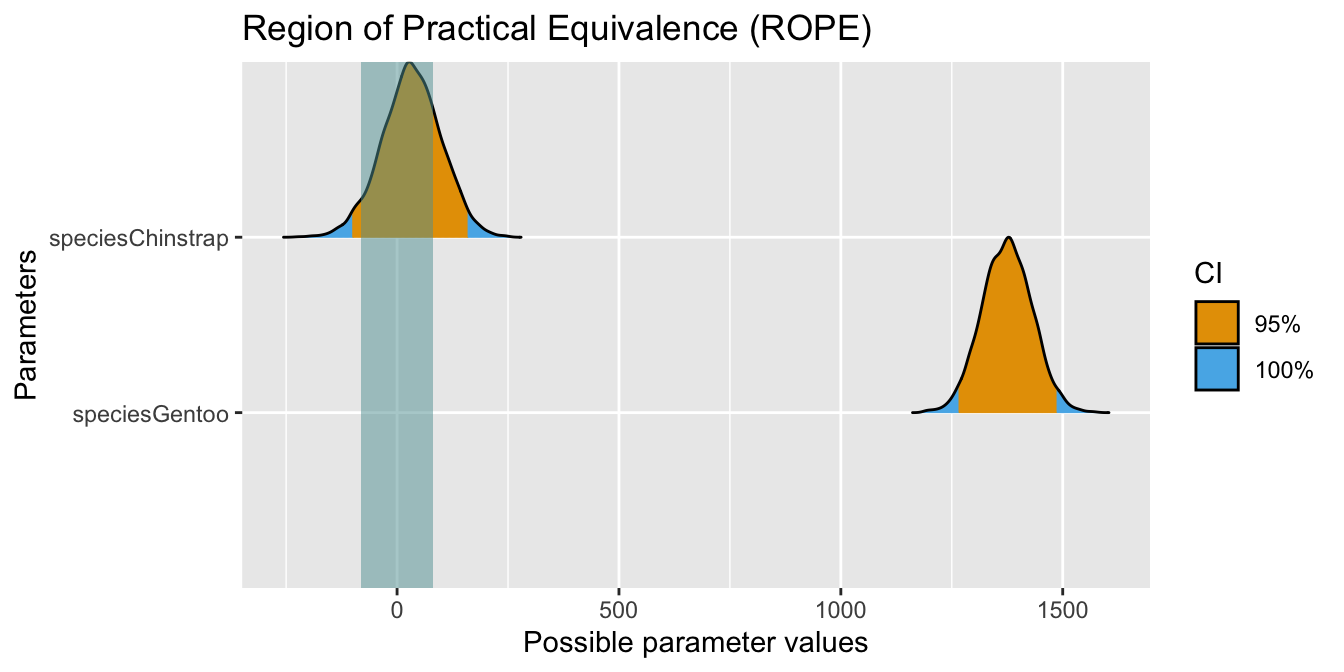 Region of Practical Equivalence (ROPE)
Parameters
speciesChinstrap
speciesGentoo
0
500
1000
1500
Possible parameter values
CI
95%
100%